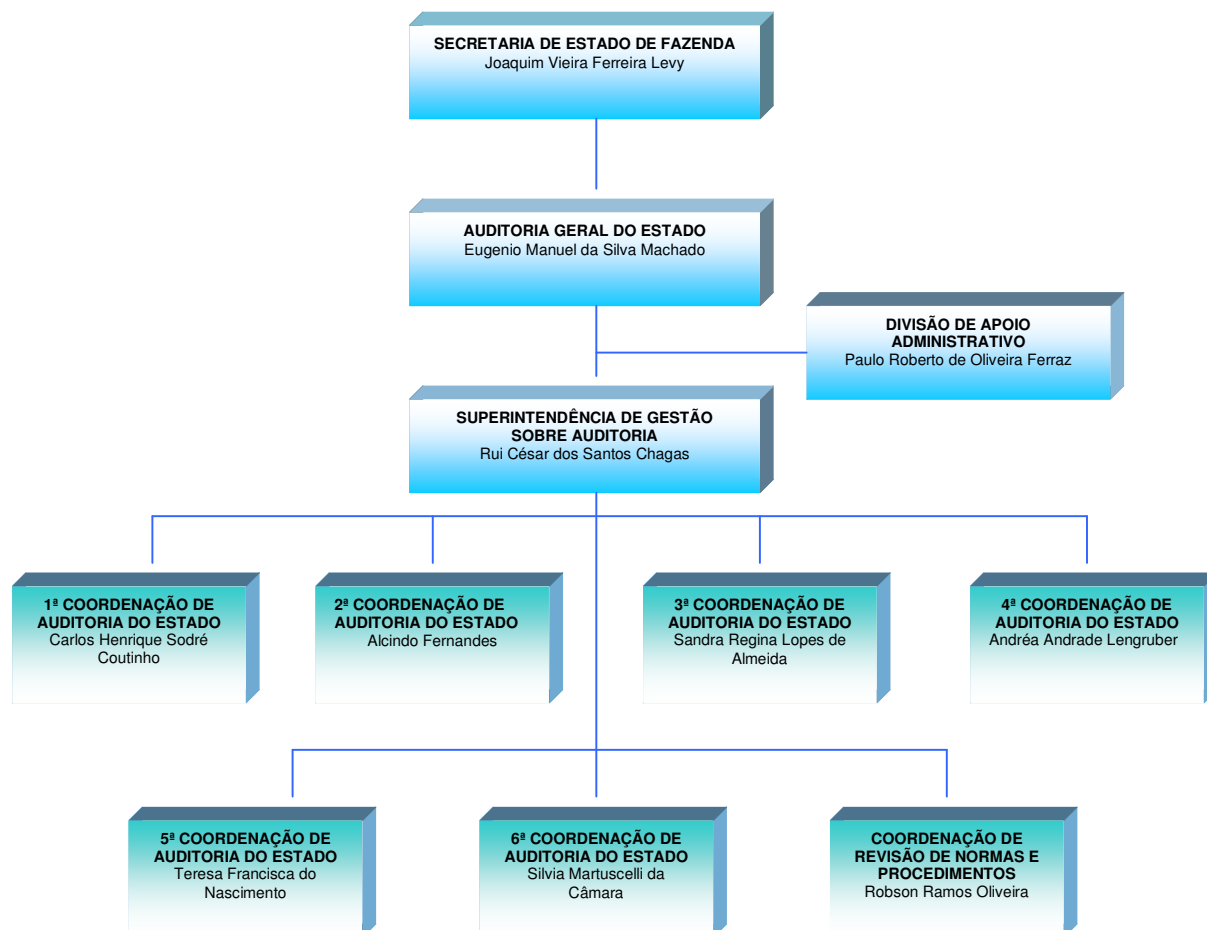 SECRETARIA DE ESTADO DE FAZENDA
Joaquim Vieira Ferreira Levy
AUDITORIA GERAL DO ESTADO
Eugenio Manuel da Silva Machado
DIVISÃO DE APOIO
ADMINISTRATIVO
Paulo Roberto de Oliveira Ferraz
SUPERINTENDÊNCIA DE GESTÃO
SOBRE AUDITORIA
Rui César dos Santos Chagas
1ª COORDENAÇÃO DE
AUDITORIA DO ESTADO
Carlos Henrique Sodré
Coutinho
2ª COORDENAÇÃO DE
AUDITORIA DO ESTADO
Alcindo Fernandes
3ª COORDENAÇÃO DE
AUDITORIA DO ESTADO
Sandra Regina Lopes de
Almeida
4ª COORDENAÇÃO DE
AUDITORIA DO ESTADO
Andréa Andrade Lengruber
5ª COORDENAÇÃO DE
AUDITORIA DO ESTADO
Teresa Francisca do
Nascimento
6ª COORDENAÇÃO DE
AUDITORIA DO ESTADO
Silvia Martuscelli da
Câmara
COORDENAÇÃO DE
REVISÃO DE NORMAS E
PROCEDIMENTOS
Robson Ramos Oliveira